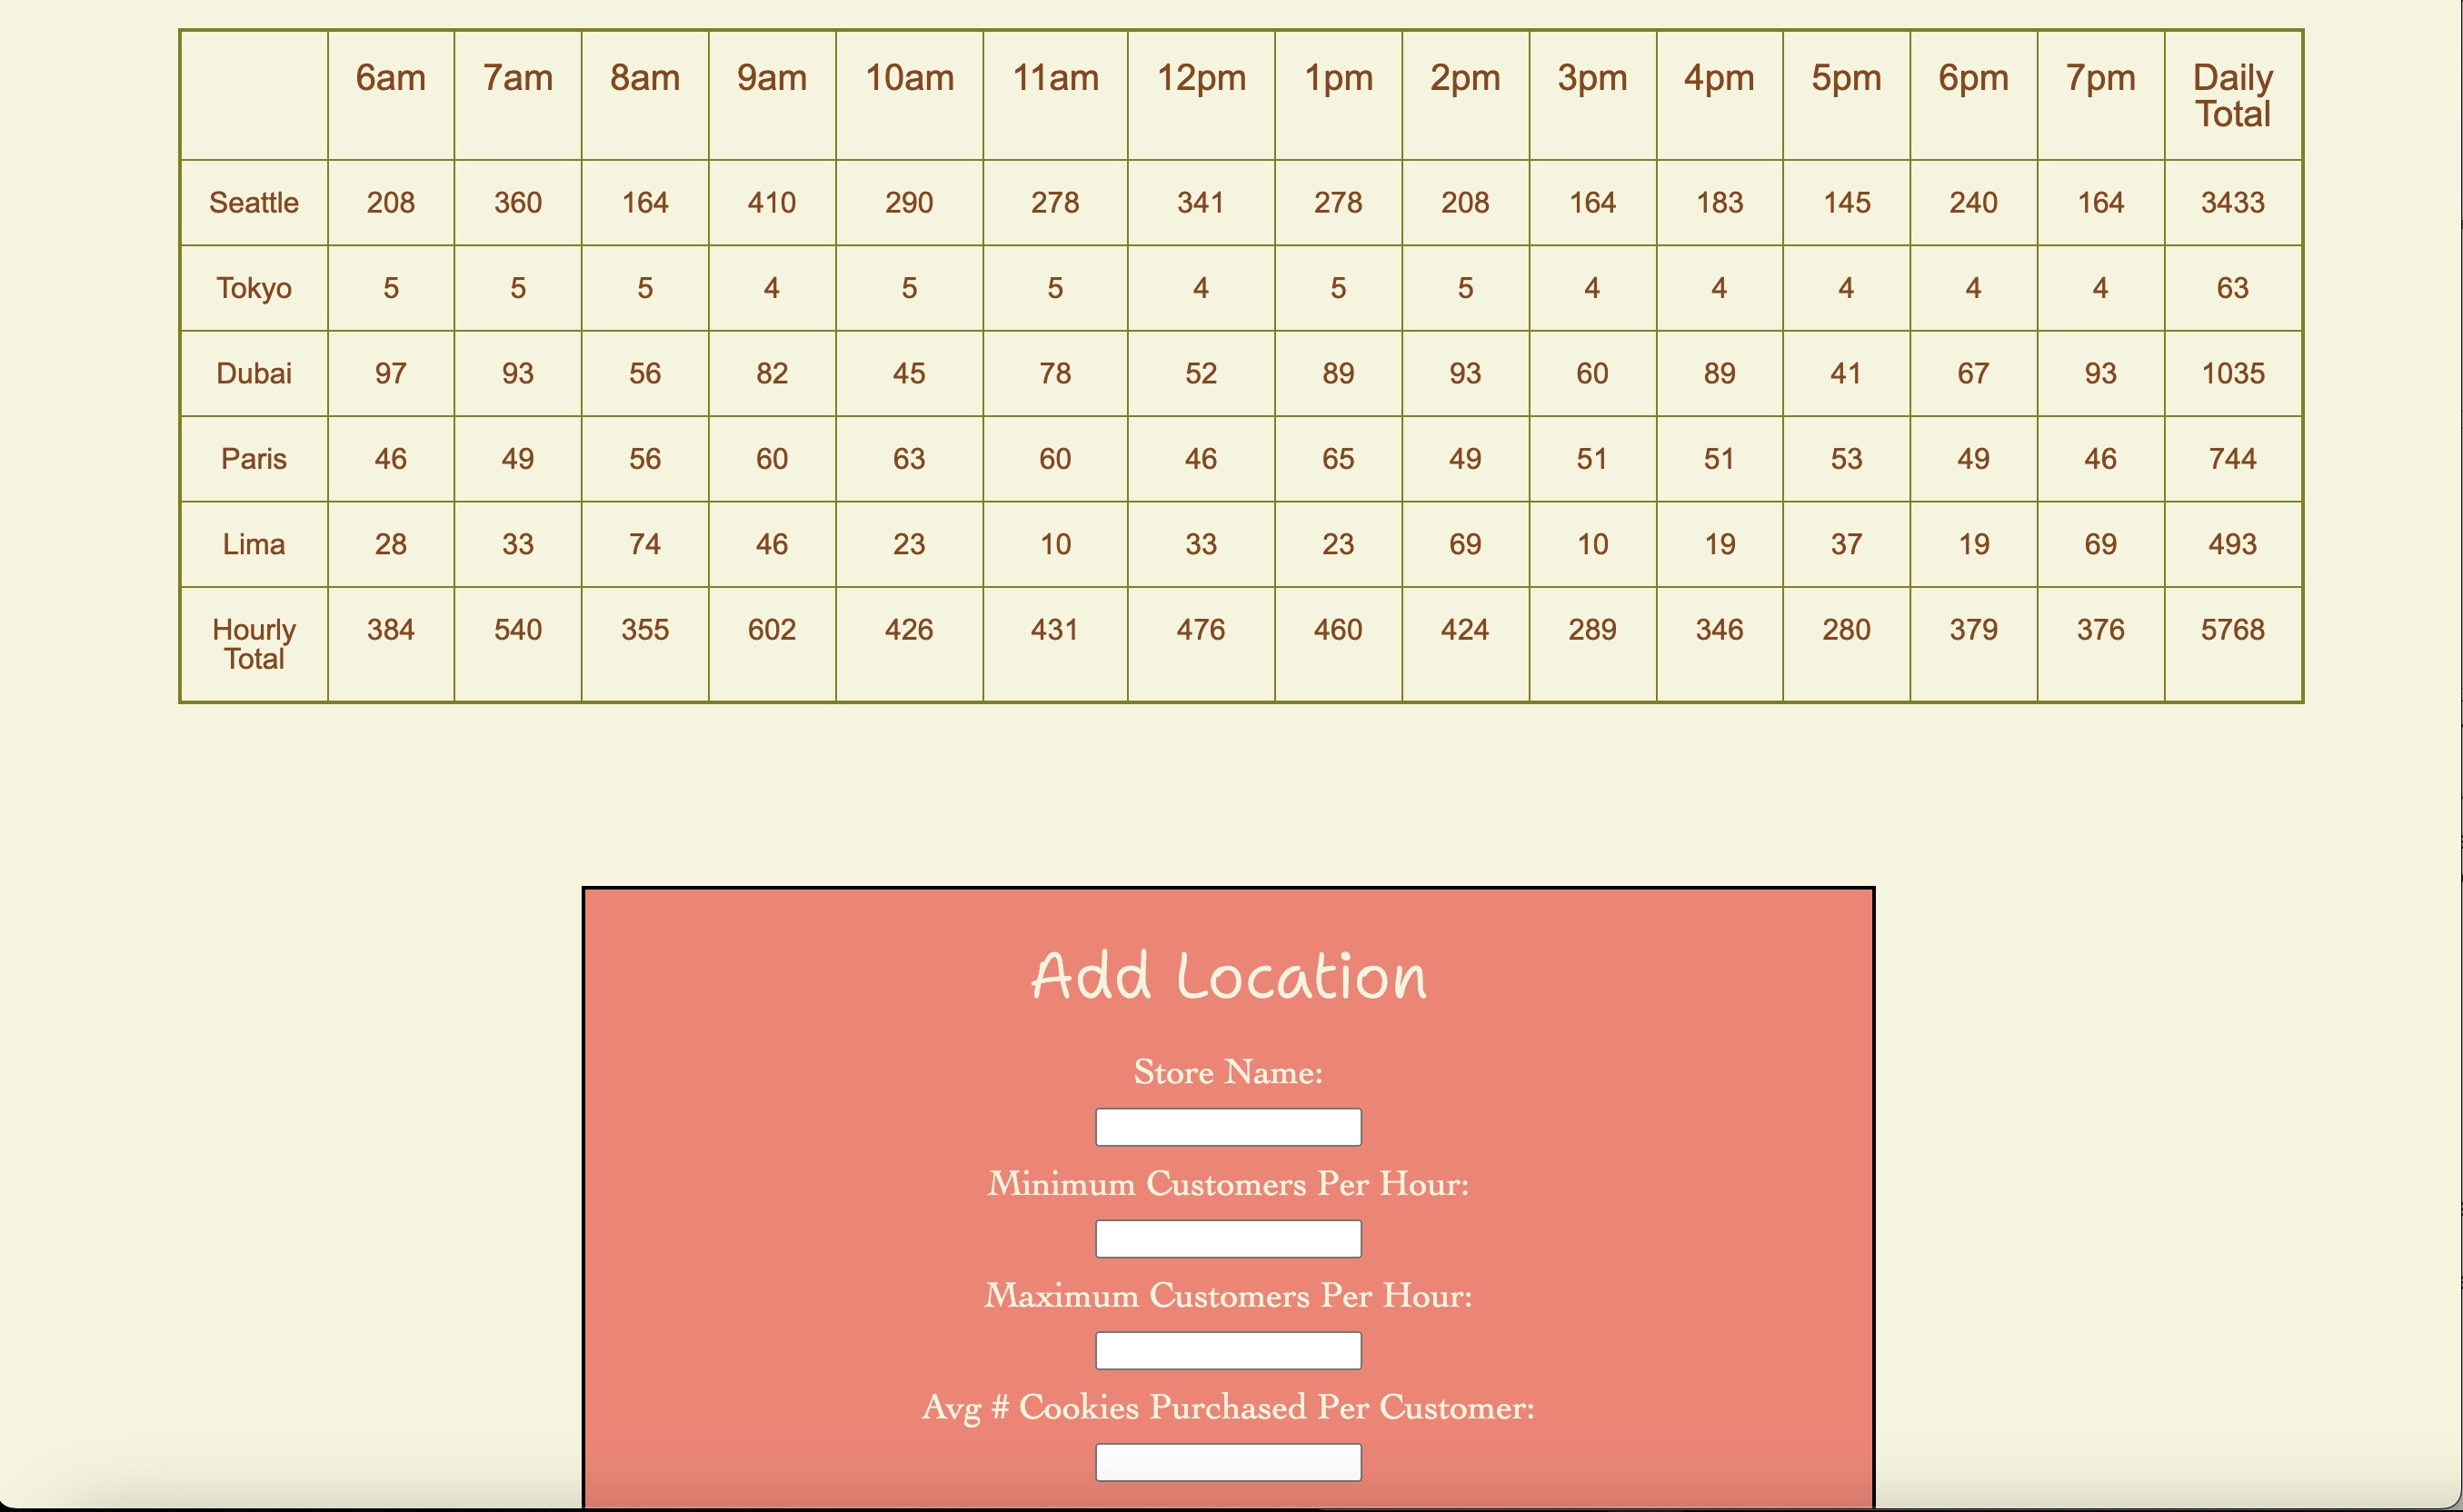 6am 7am 8am 9am 10am 11am 12pm 1pm 2pm 3pm 4pm 5pm 6pm 7pm Daily Total
Seattle 208 360 164 410 290 278 341 278 208 164 183 145 240 164 3433
Tokyo 5 5 5 4 5 5 4 5 5 4 4 4 4 4 63
Dubai 97 93 56 82 45 78 52 89 93 60 89 41 67 93 1035
Paris 46 49 56 60 63 60 46 65 49 51 51 53 49 46 744
Lima 28 33 74 46 23 10 33 23 69 10 19 37 19 69 493
Hourly Total 384 540 355 602 426 431 476 460 424 289 346 280 379 376 5768
Add Location
Store Name:
Minimum Customers Per Hour:
Maximum Customers Per Hour:
Avg # Cookies Purchased Per Customer: